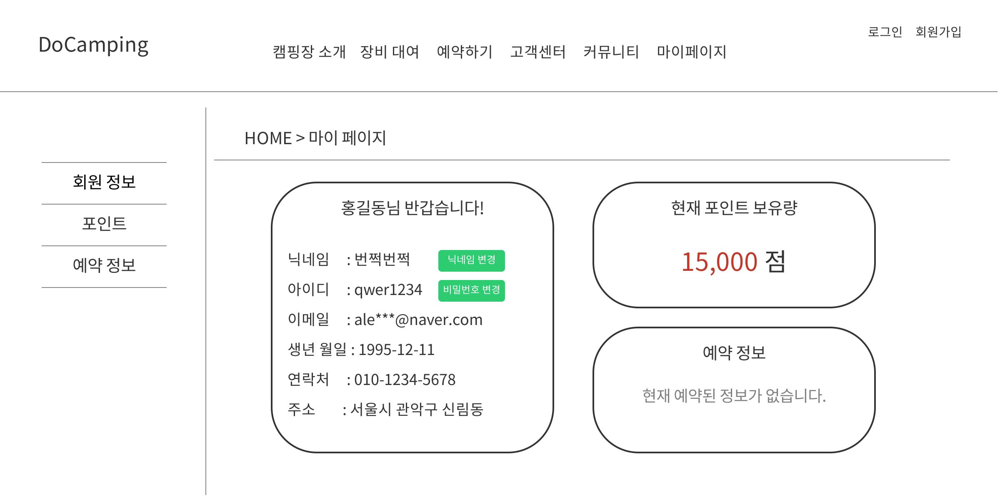 로그인 회원가입
DoCamping
캠핑장 소개 장비 대여 예약하기 고객센터 커뮤니티 마이페이지
HOME > 마이 페이지
회원 정보
포인트
예약 정보
홍길동님 반갑습니다!
닉네임 : 번쩍번쩍 닉네임 변경
아이디 : qwer1234 비밀번호 변경
이메일 : ale***@naver.com
생년 월일 : 1995-12-11
연락처 : 010-1234-5678
주소 : 서울시 관악구 신림동
현재 포인트 보유량
15,000 점
예약 정보
현재 예약된 정보가 없습니다.